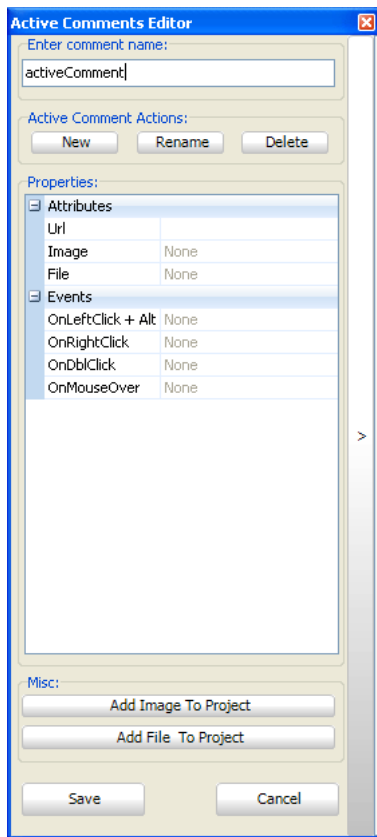 Active Comments Editor
Enter comment name:
activeComment
Active Comment Actions:
New Rename Delete
Properties:
Attributes
Url
Image None
File None
Events
OnLeftClick + Alt None
OnRightClick None
OnDblClick None
OnMouseOver None
>
Misc:
Add Image To Project
Add File To Project
Save Cancel